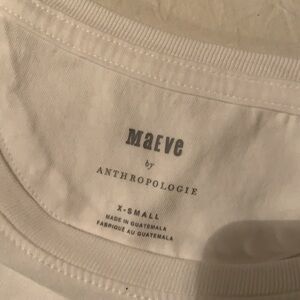 Maeve
by
ANTHROPOLOGIE
X-SMALL
MADE IN GUATEMALA
FABRIQUÉ AU GUATEMALA